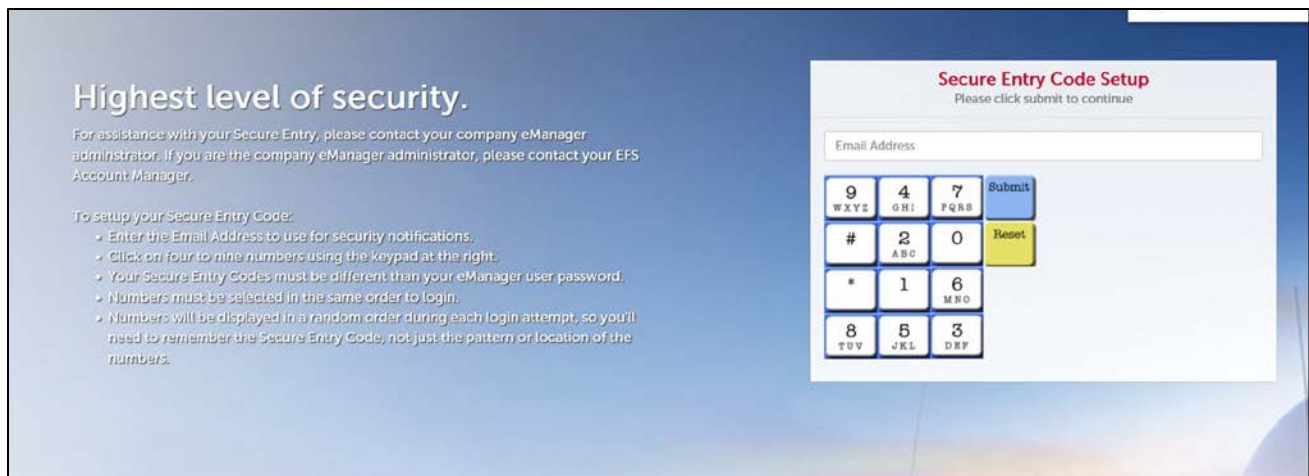 Highest level of security.
For assistance with your Secure Entry, please contact your company eManager
adminstrator. If you are the company eManager administrator, please contact your EFS
Account Manager.
To setup your Secure Entry Code:
• Enter the Email Address to use for security notifications.
• Click on four to nine numbers using the keypad at the right.
• Your Secure Entry Codes must be different than your eManager user password.
• Numbers must be selected in the same order to login.
• Numbers will be displayed in a random order during each login attempt, so you'll
need to remember the Secure Entry Code, not just the pattern or location of the
numbers.
Secure Entry Code Setup
Please click submit to continue
Email Address
9 4 7 Submit
WXYZ GHI PQRS
# 2 0 Reset
ABC
* 1 6
MNO
8 5 3
TUV JKL DEF